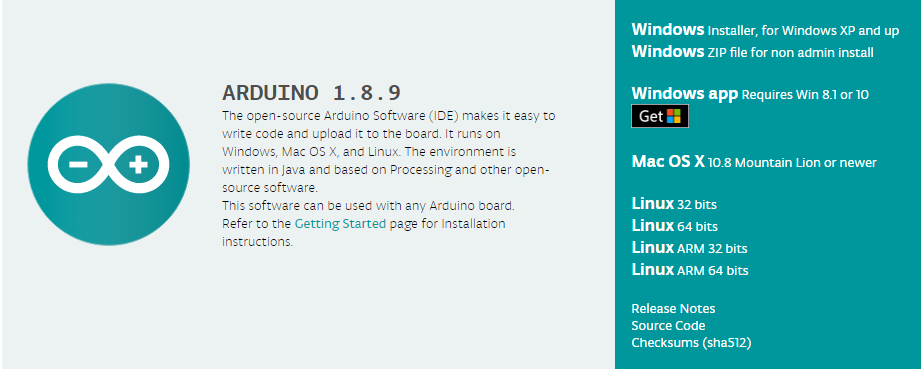 ARDUINO 1.8.9
The open-source Arduino Software (IDE) makes it easy to
write code and upload it to the board. It runs on
Windows, Mac OS X, and Linux. The environment is
written in Java and based on Processing and other open-
source software.
This software can be used with any Arduino board.
Refer to the Getting Started page for Installation
instructions.
Windows Installer, for Windows XP and up
Windows ZIP file for non admin install
Windows app Requires Win 8.1 or 10
Get
Mac OS X 10.8 Mountain Lion or newer
Linux 32 bits
Linux 64 bits
Linux ARM 32 bits
Linux ARM 64 bits
Release Notes
Source Code
Checksums (sha512)